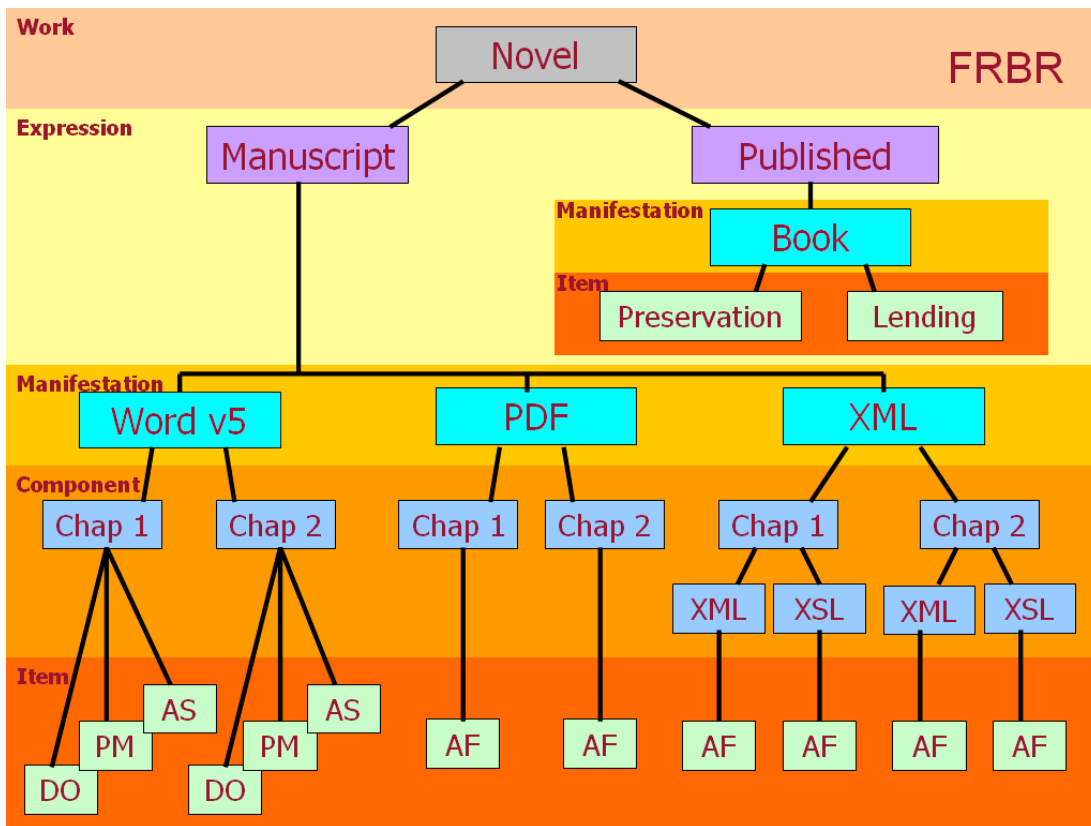 Work
Novel
FRBR
Expression
Manuscript
Published
Manifestation
Book
Item
Preservation
Lending
Manifestation
Word v5
PDF
XML
Component
Chap 1
Chap 2
Chap 1
Chap 2
Chap 1
Chap 2
XML
XSL
XML
XSL
Item
AS
AS
PM
PM
AF
AF
AF
AF
AF
AF
DO
DO